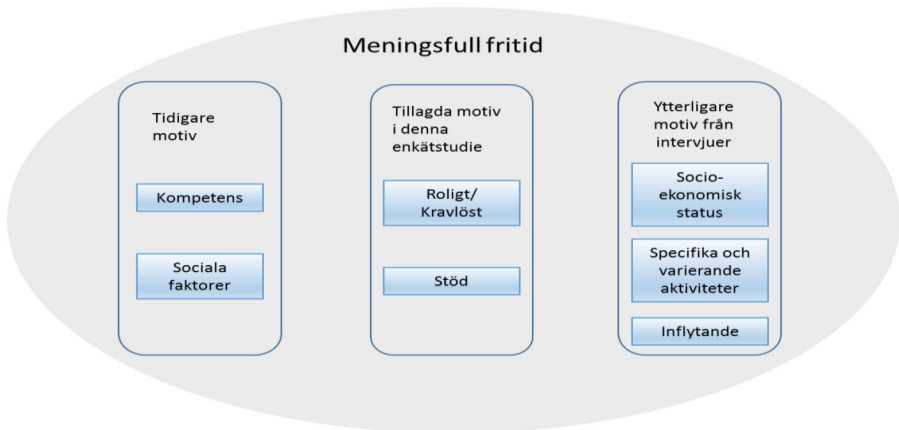 Meningsfull fritid
Tidigare
motiv
Kompetens
Sociala
faktorer
Tillagda motiv
i denna
enkätstudie
Roligt/
Kravlöst
Stöd
Ytterligare
motiv från
intervjuer
Socio-
ekonomisk
status
Specifika och
varierande
aktiviteter
Inflytande